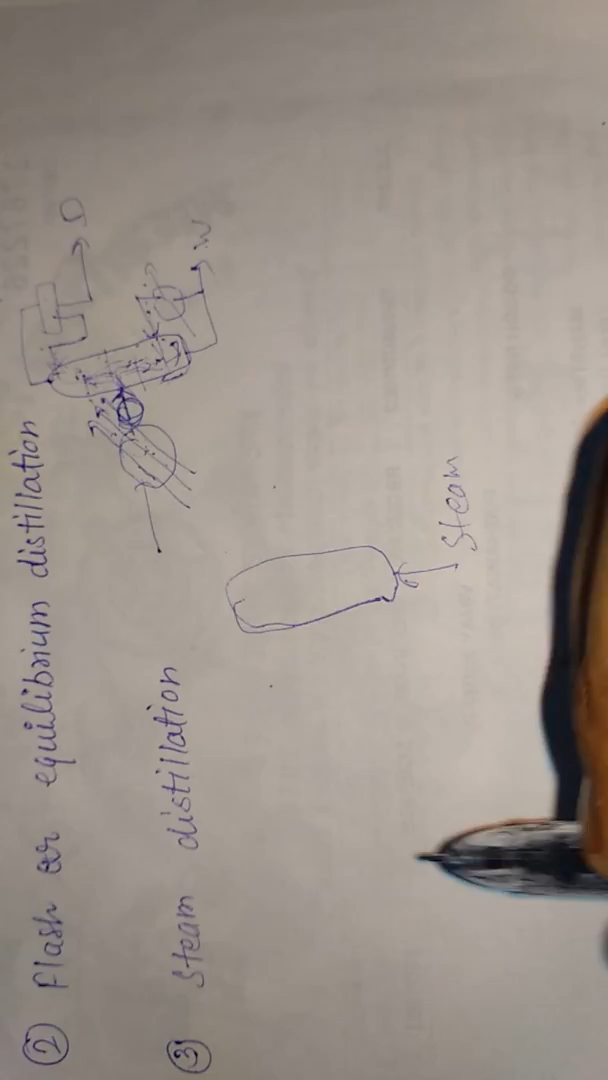 ② Flash or equilibrium distillation
D
W
③ Steam distillation
Steam